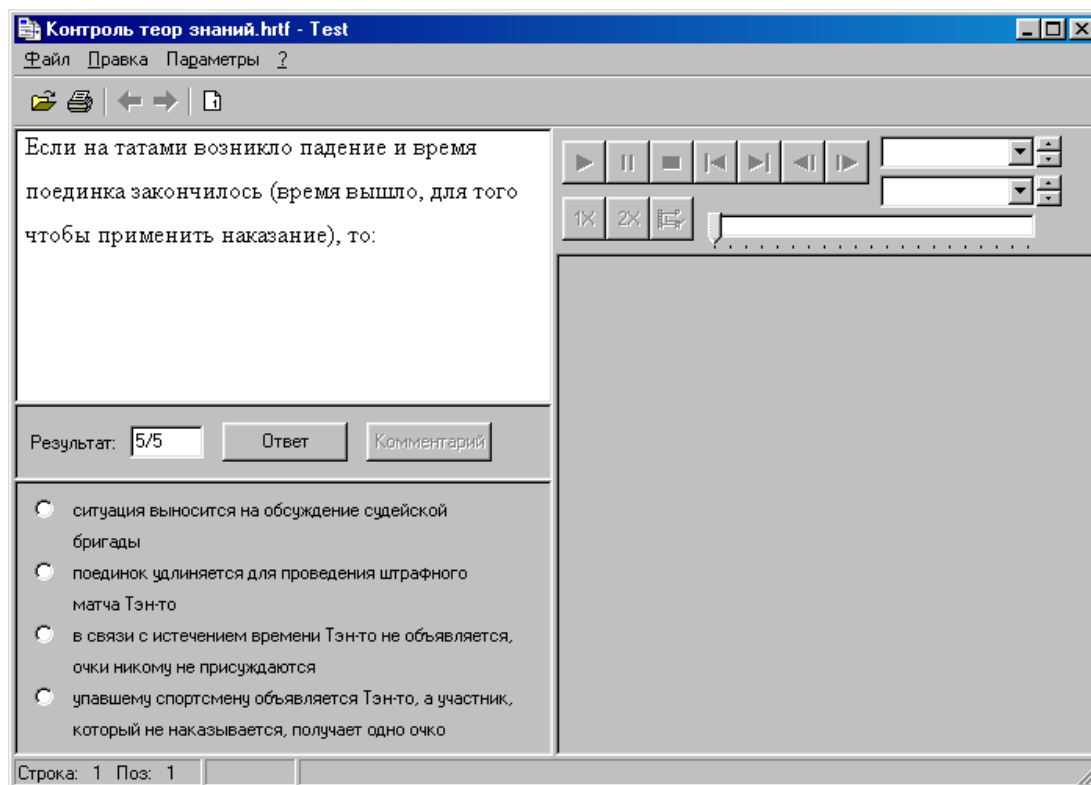 Контроль теор знаний.hrtf - Test
Файл Правка Параметры ?
Если на татами возникло падение и время
поединка закончилось (время вышло, для того
чтобы применить наказание), то:
1X 2X
Результат: 5/5 Ответ Комментарий
ситуация выносится на обсуждение судейской
бригады
поединок удлиняется для проведения штрафного
матча Тэн-то
в связи с истечением времени Тэн-то не объявляется,
очки никому не присуждаются
упавшему спортсмену объявляется Тэн-то, а участник,
который не наказывается, получает одно очко
Строка: 1 Поз: 1